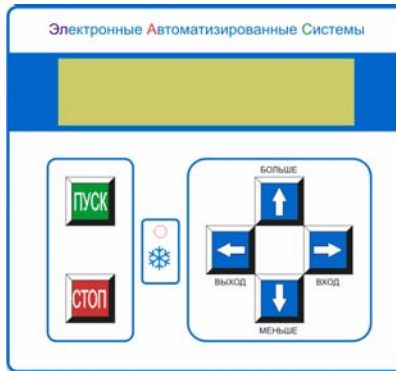 Электронные Автоматизированные Системы
БОЛЬШЕ
ПУСК
ВЫХОД
ВХОД
СТОП
МЕНЬШЕ